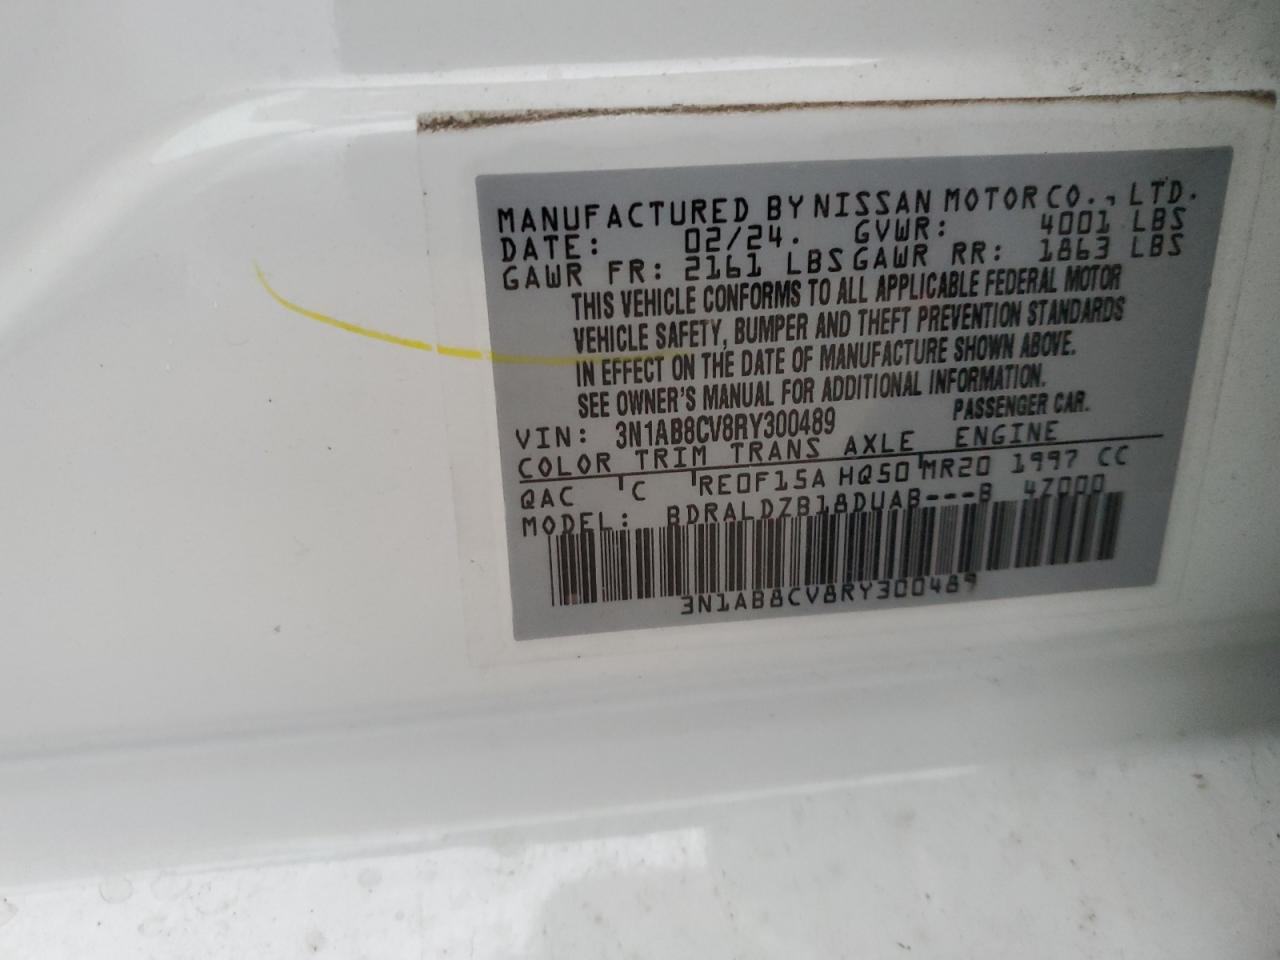 MANUFACTURED BY NISSAN MOTOR CO., LTD.
DATE: 02/24. GVWR: 4001 LBS
GAWR FR: 2161 LBS GAWR RR: 1863 LBS
THIS VEHICLE CONFORMS TO ALL APPLICABLE FEDERAL MOTOR
VEHICLE SAFETY, BUMPER AND THEFT PREVENTION STANDARDS
IN EFFECT ON THE DATE OF MANUFACTURE SHOWN ABOVE.
SEE OWNER'S MANUAL FOR ADDITIONAL INFORMATION.
PASSENGER CAR.
VIN: 3N1AB8CV8RY300489
COLOR TRIM TRANS AXLE ENGINE
QAC C RE0F15A HQ50 MR20 1997 CC
MODEL: BDRALDZB18DUAB---B 4Z000
3N1AB8CV8RY300489